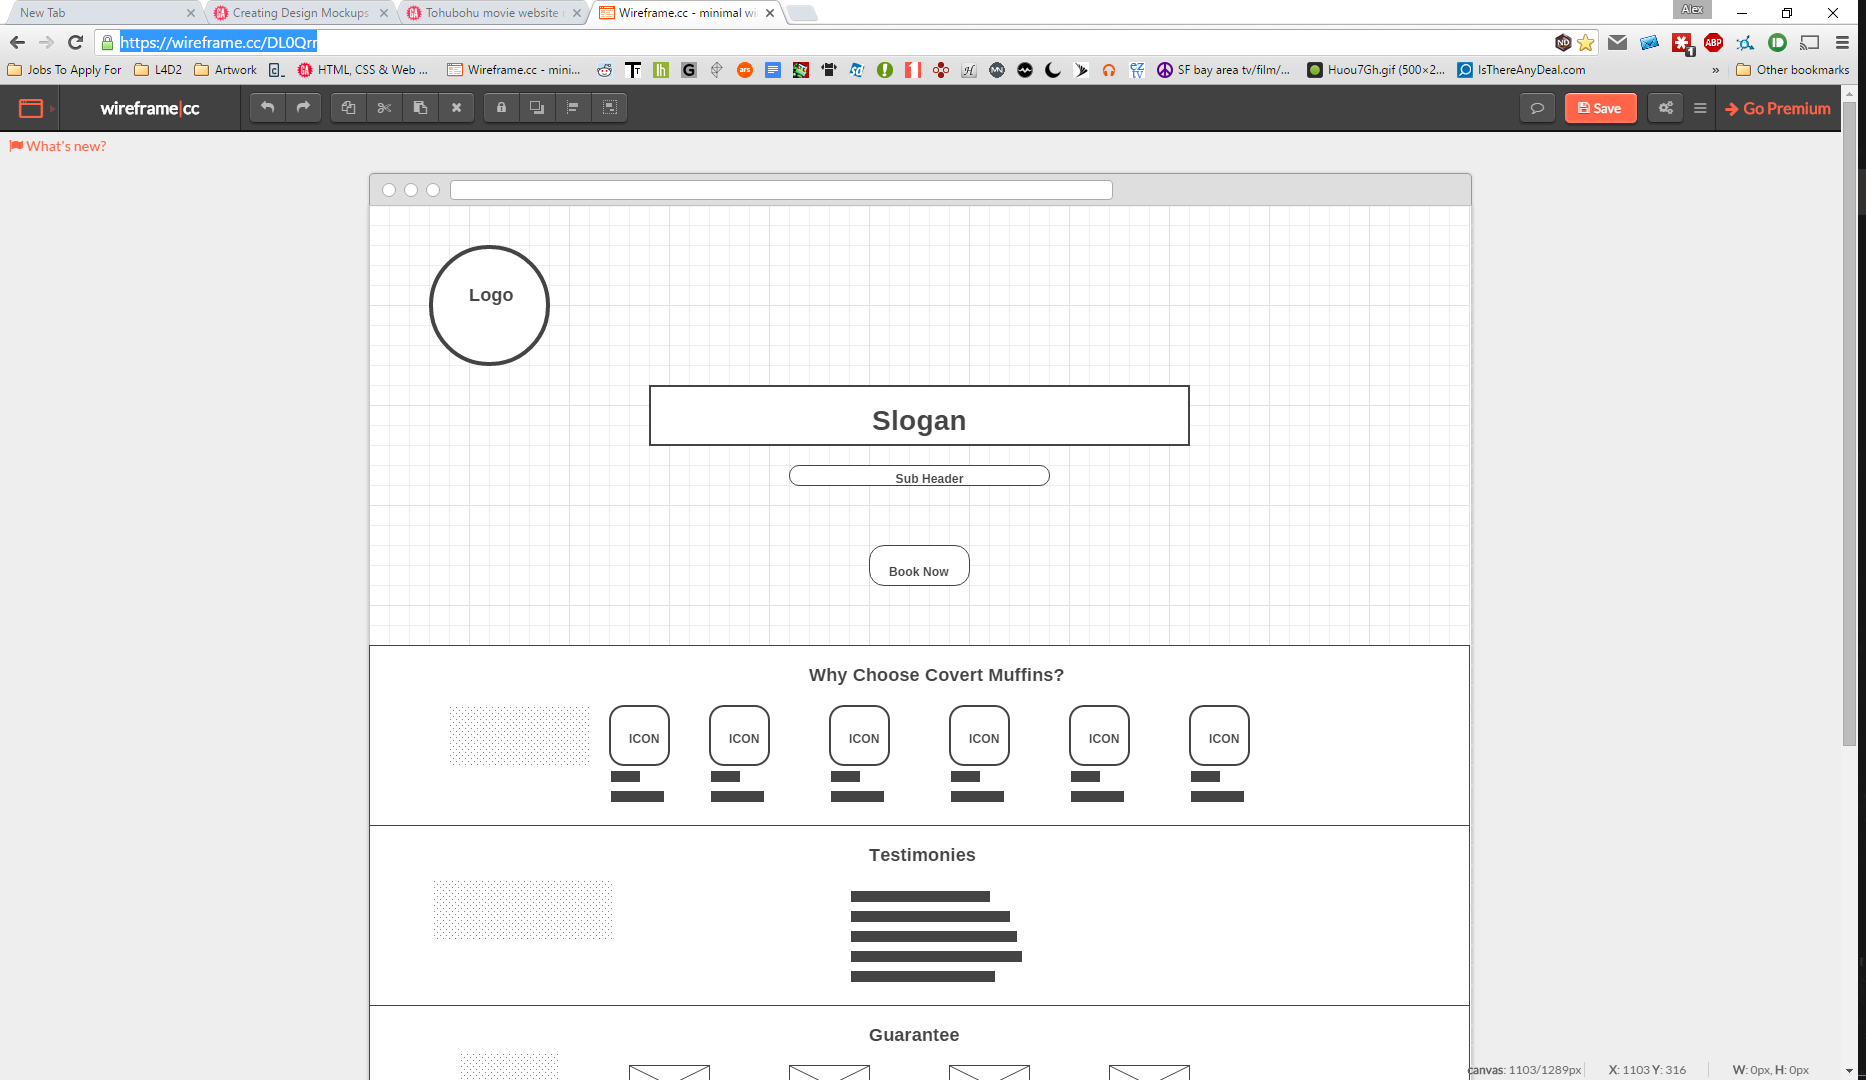 New Tab
Creating Design Mockups
Tohubohu movie website
Wireframe.cc - minimal wi
Alex
https://wireframe.cc/DL0Qrr
ND
1
ABP
Jobs To Apply For
L4D2
Artwork
HTML, CSS & Web ...
Wireframe.cc - mini...
SF bay area tv/film/...
Huou7Gh.gif (500×2...
IsThereAnyDeal.com
»
Other bookmarks
wireframe|cc
Save
Go Premium
What's new?
Logo
Slogan
Sub Header
Book Now
Why Choose Covert Muffins?
ICON
ICON
ICON
ICON
ICON
ICON
Testimonies
Guarantee
canvas: 1103/1289px
X: 1103 Y: 316
W: 0px, H: 0px